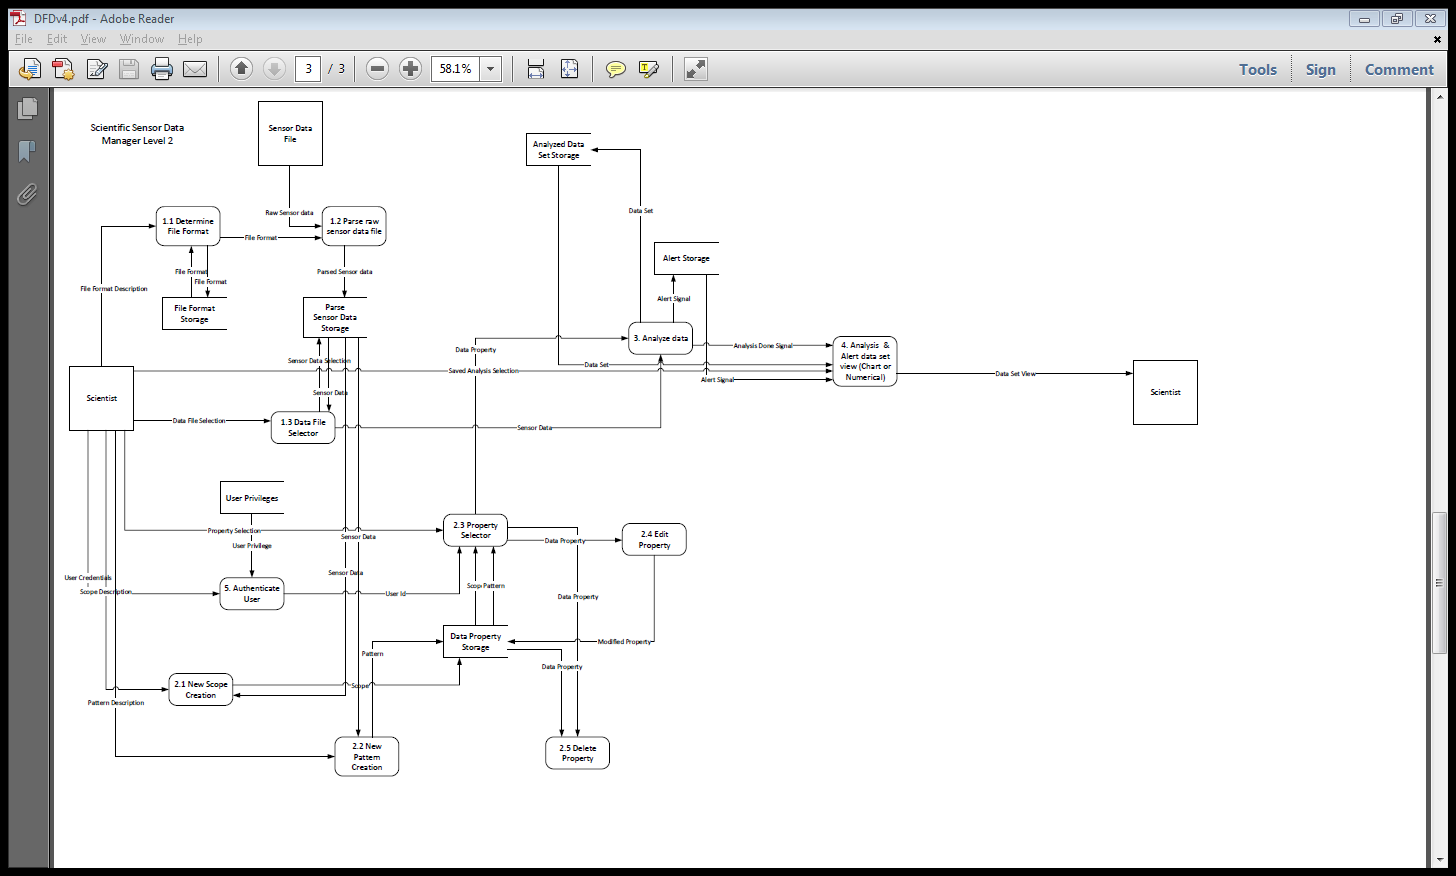 DFDv4.pdf - Adobe Reader
File Edit View Window Help
3 / 3
58.1%
Tools Sign Comment
Scientific Sensor Data
Manager Level 2
Sensor Data
File
Analyzed Data
Set Storage
Raw Sensor data
Data Set
1.1 Determine
File Format
1.2 Parse raw
sensor data file
File Format
Alert Storage
File Format
File Format
Parsed Sensor data
File Format Description
Alert Signal
File Format
Storage
Parse
Sensor Data
Storage
3. Analyze data
Data Property
Analysis Done Signal
4. Analysis &
Alert data set
view (Chart or
Numerical)
Sensor Data Selection
Data Set
Saved Analysis Selection
Data Set View
Alert Signal
Scientist
Scientist
Sensor Data
Data File Selection
1.3 Data File
Selector
Sensor Data
User Privileges
Property Selection
2.3 Property
Selector
Sensor Data
Data Property
2.4 Edit
Property
User Privilege
Sensor Data
User Credentials
Scope Description
5. Authenticate
User
User Id
Scop
Pattern
Data Property
Data Property
Storage
Modified Property
Pattern
Data Property
2.1 New Scope
Creation
Scope
Pattern Description
2.2 New
Pattern
Creation
2.5 Delete
Property